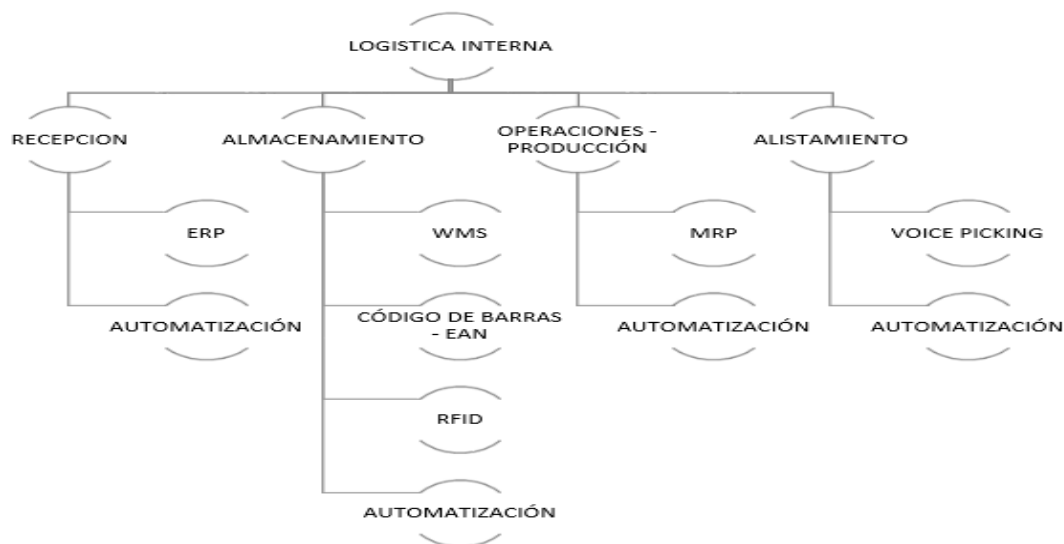 LOGISTICA INTERNA
RECEPCION
ALMACENAMIENTO
OPERACIONES -
PRODUCCIÓN
ALISTAMIENTO
ERP
WMS
MRP
VOICE PICKING
AUTOMATIZACIÓN
CÓDIGO DE BARRAS
- EAN
AUTOMATIZACIÓN
AUTOMATIZACIÓN
RFID
AUTOMATIZACIÓN